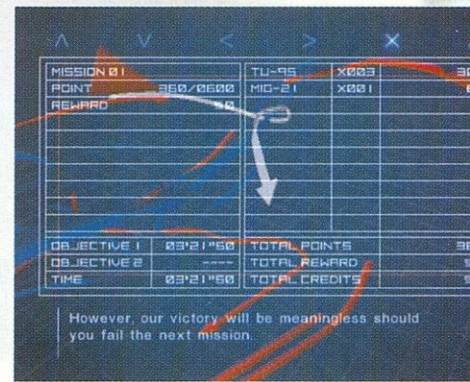 MISSION 01
POINT 360/0600
REWARD
TU-95 X003
MIG-21 X001
OBJECTIVE 1 03'21"60
OBJECTIVE 2 ----
TIME 03'21"60
TOTAL POINTS
TOTAL REWARD
TOTAL CREDITS
However, our victory will be meaningless should
you fail the next mission.